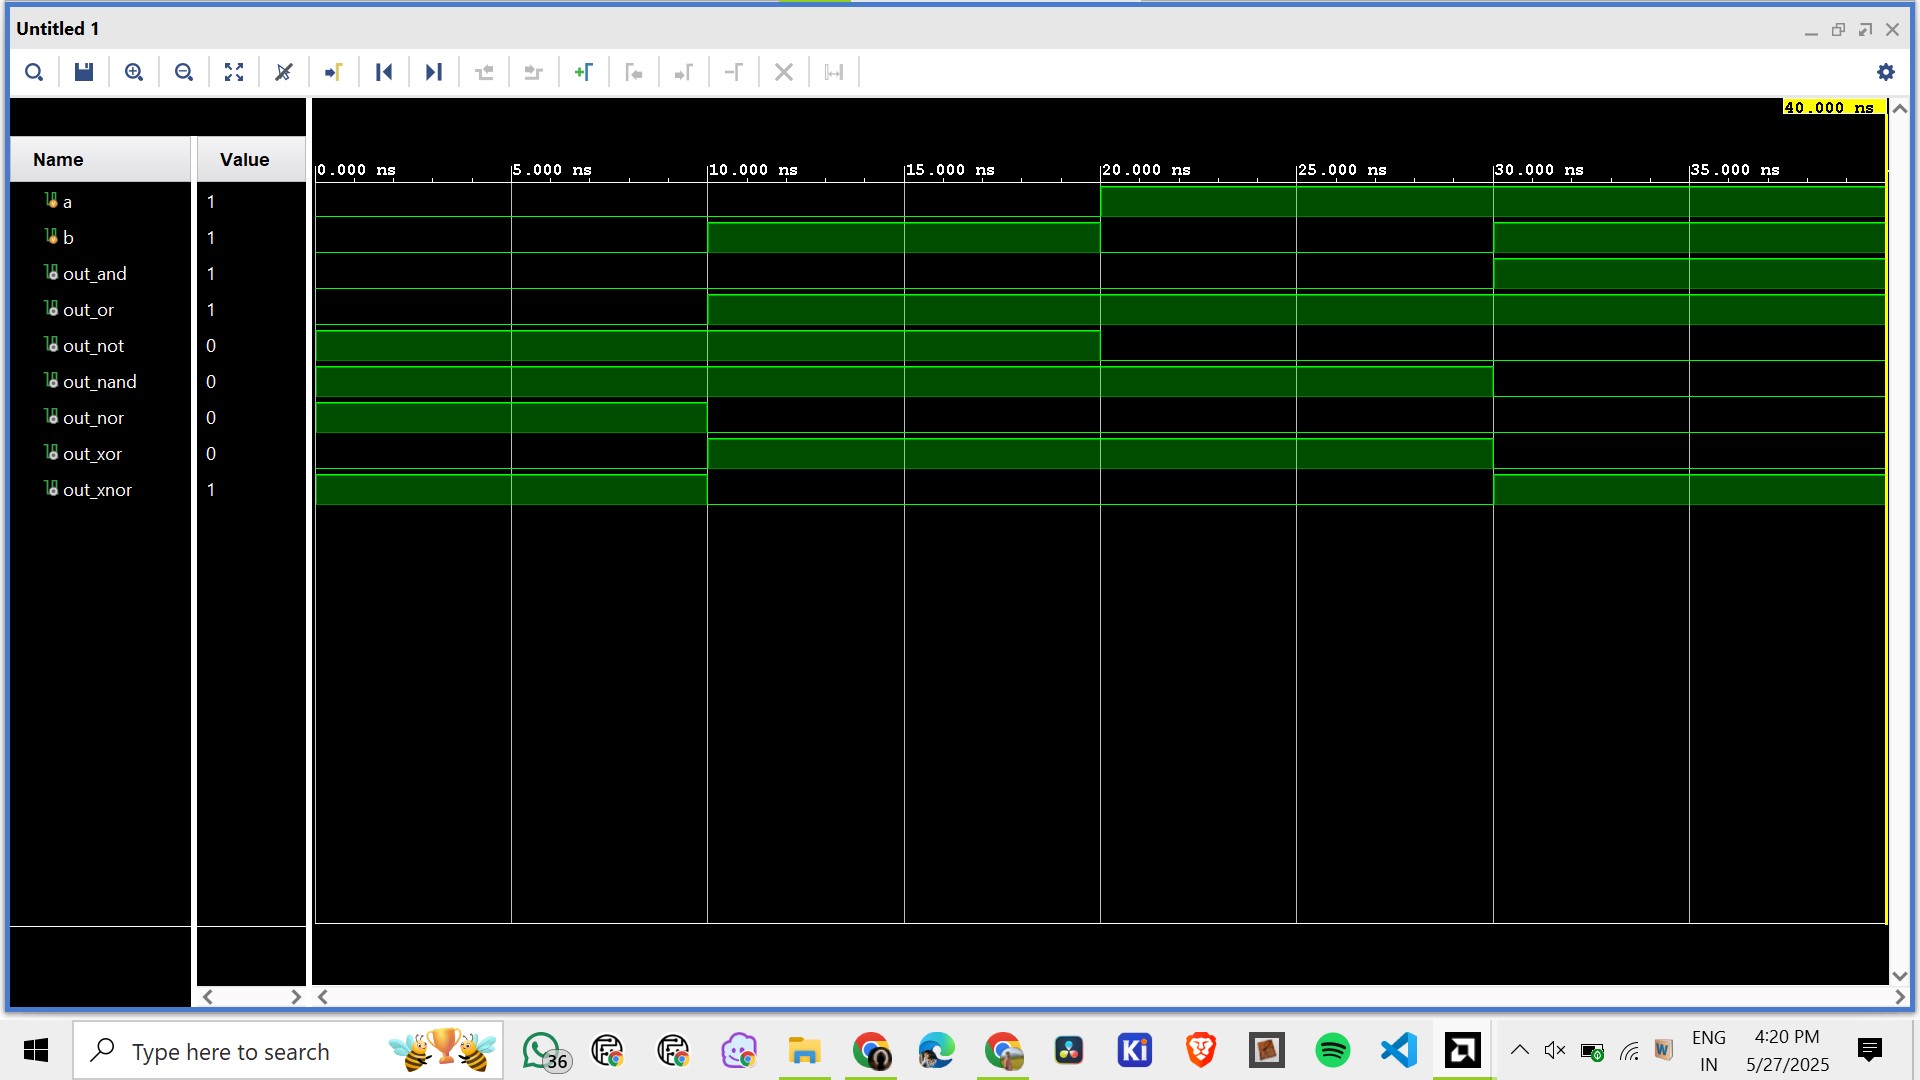 Untitled 1
40.000 ns
Name Value
0.000 ns 5.000 ns 10.000 ns 15.000 ns 20.000 ns 25.000 ns 30.000 ns 35.000 ns
a 1
b 1
out_and 1
out_or 1
out_not 0
out_nand 0
out_nor 0
out_xor 0
out_xnor 1
Type here to search
36
Ki
W
ENG
IN
4:20 PM
5/27/2025